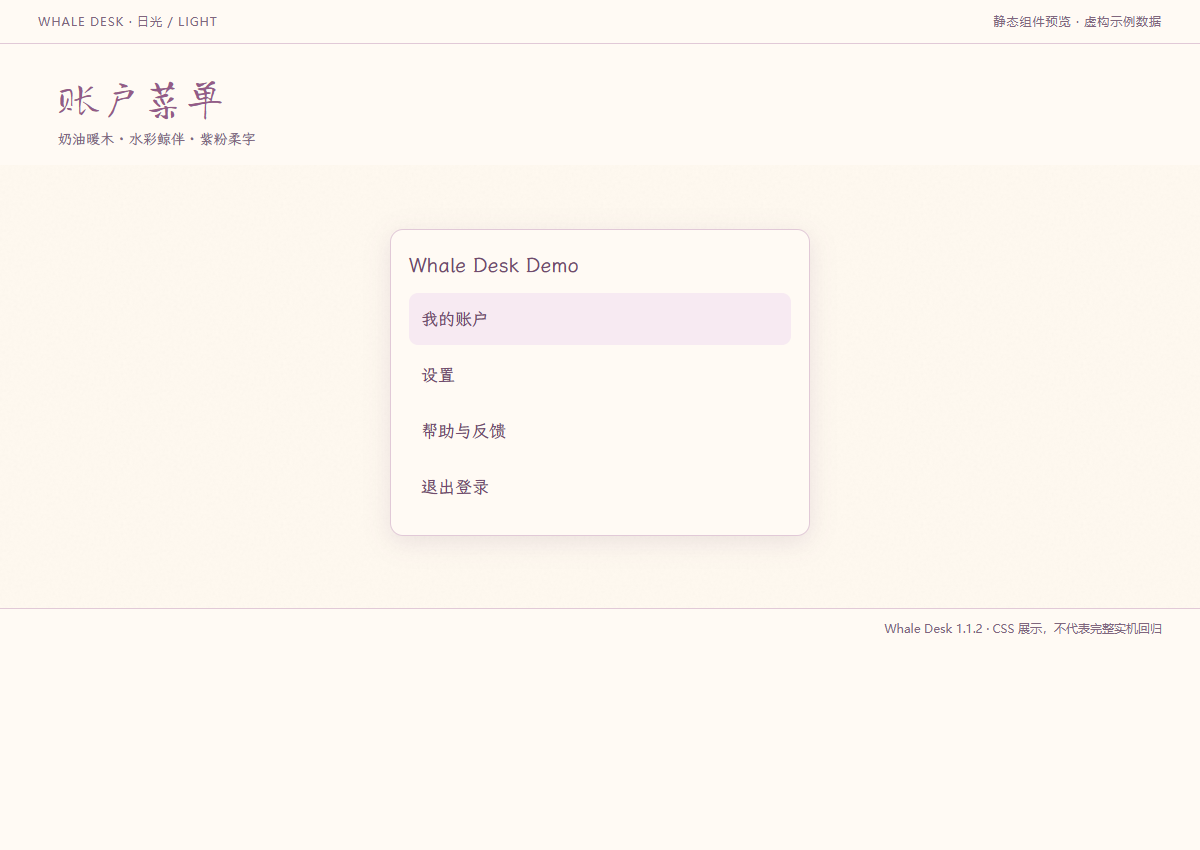 WHALE DESK · 日光 / LIGHT
静态组件预览 · 虚构示例数据
账户菜单
奶油暖木 · 水彩鲸伴 · 紫粉柔字
Whale Desk Demo
我的账户
设置
帮助与反馈
退出登录
Whale Desk 1.1.2 · CSS 展示，不代表完整实机回归